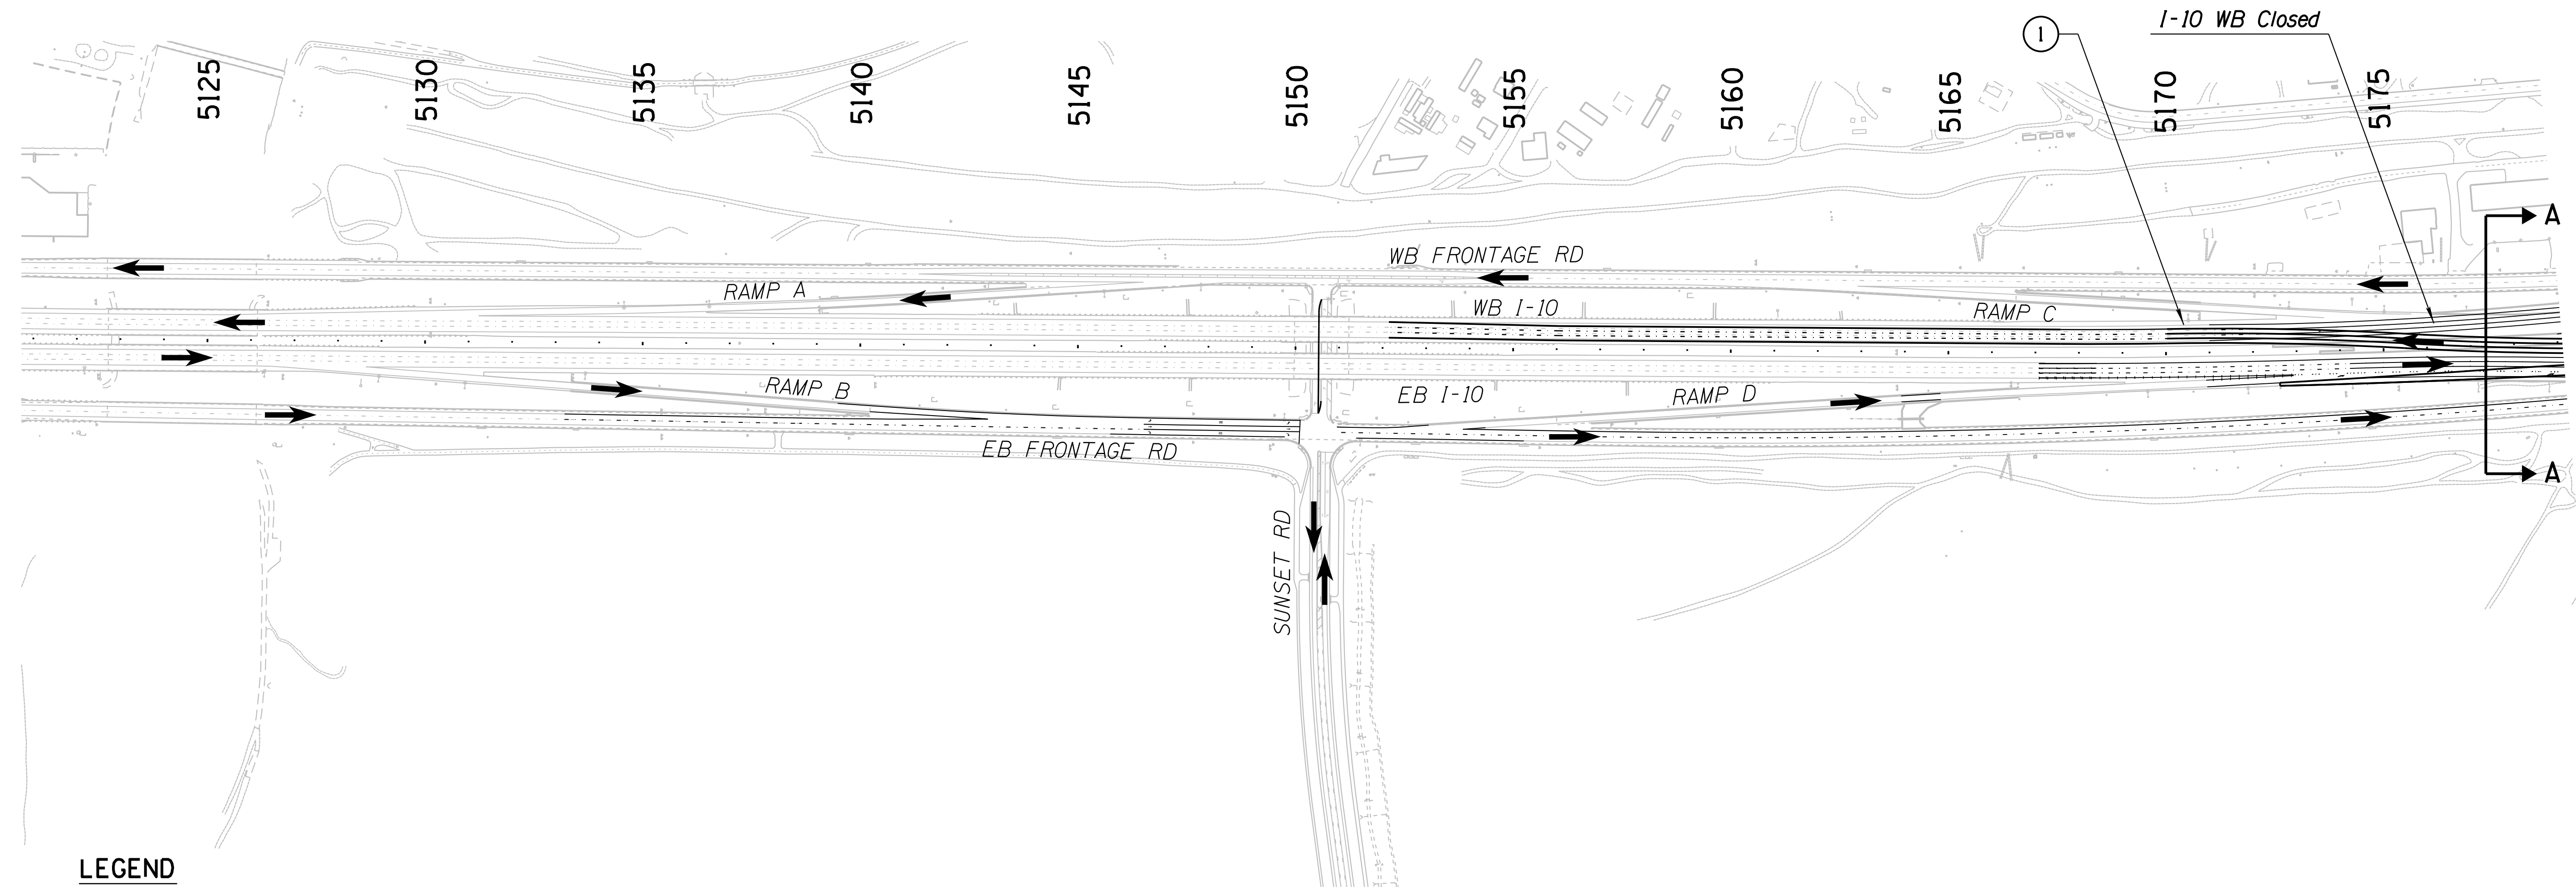 I-10 WB Closed
1
5125
5130
5135
5140
5145
5150
5155
5160
5165
5170
5175
A
WB FRONTAGE RD
RAMP A
WB I-10
RAMP C
RAMP B
EB I-10
RAMP D
EB FRONTAGE RD
A
SUNSET RD
LEGEND